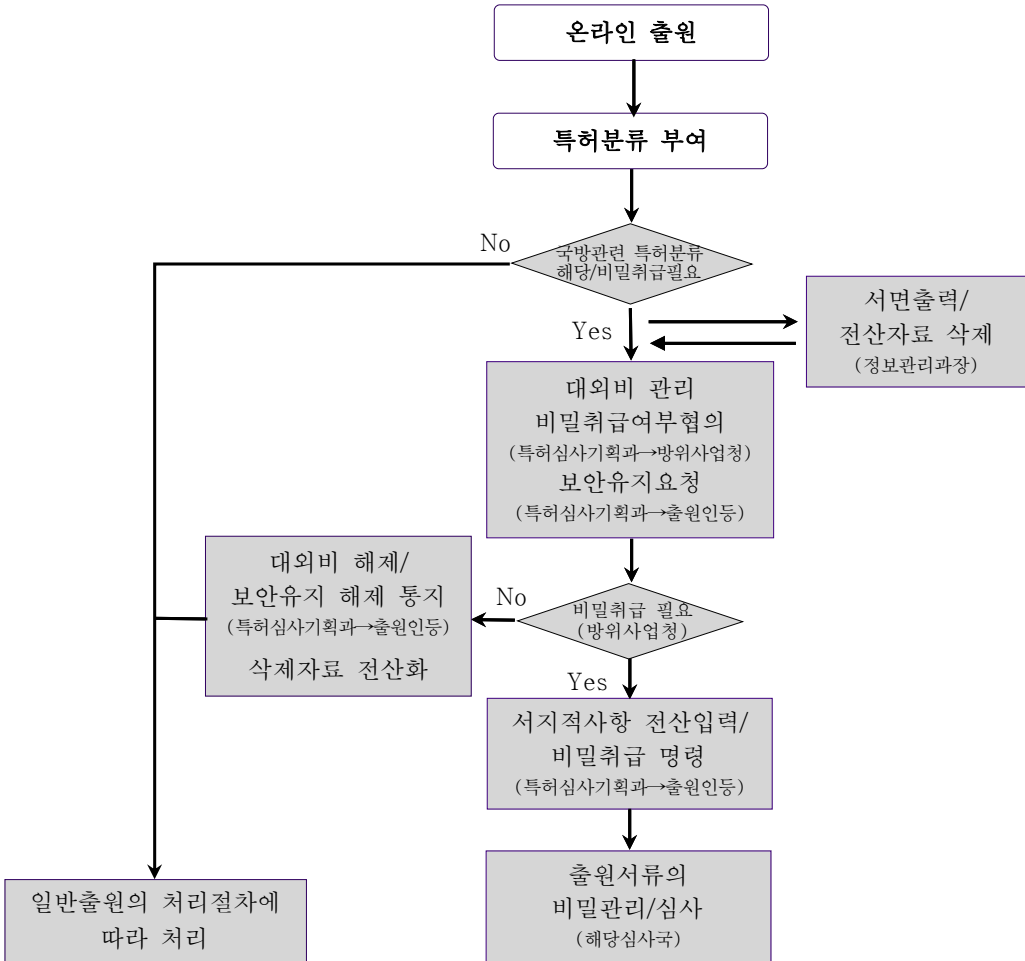 온라인 출원
특허분류 부여
No
국방관련 특허분류
해당/비밀취급필요
Yes
서면출력/
전산자료 삭제
(정보관리과장)
대외비 관리
비밀취급여부협의
(특허심사기획과→방위사업청)
보안유지요청
(특허심사기획과→출원인등)
대외비 해제/
보안유지 해제 통지
(특허심사기획과→출원인등)
삭제자료 전산화
No
비밀취급 필요
(방위사업청)
Yes
서지적사항 전산입력/
비밀취급 명령
(특허심사기획과→출원인등)
일반출원의 처리절차에
따라 처리
출원서류의
비밀관리/심사
(해당심사국)